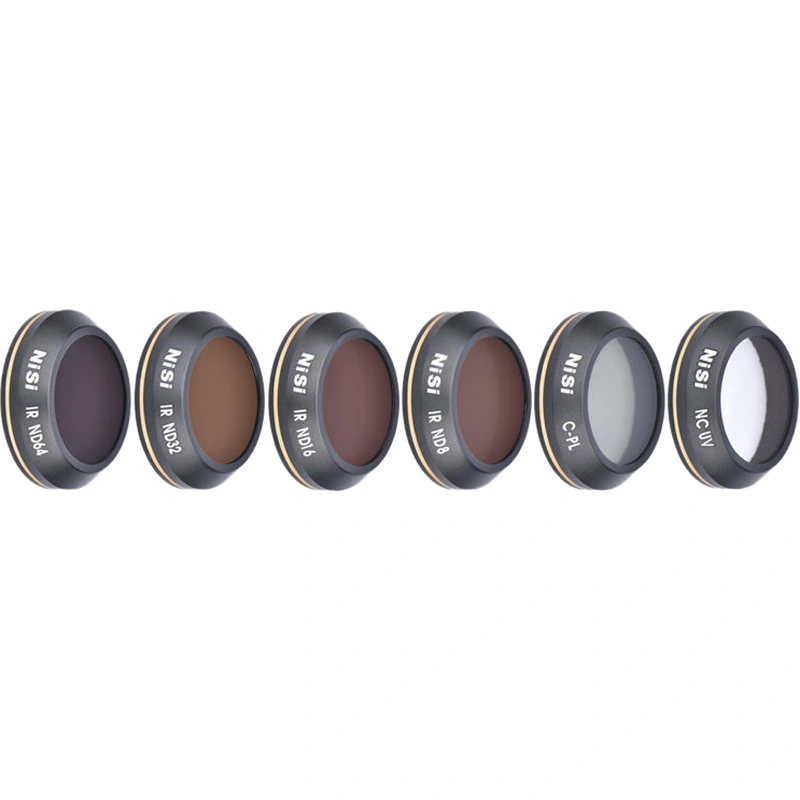 NiSi
IR ND64
NiSi
IR ND32
NiSi
IR ND16
NiSi
IR ND8
NiSi
C-PL
NiSi
NC UV